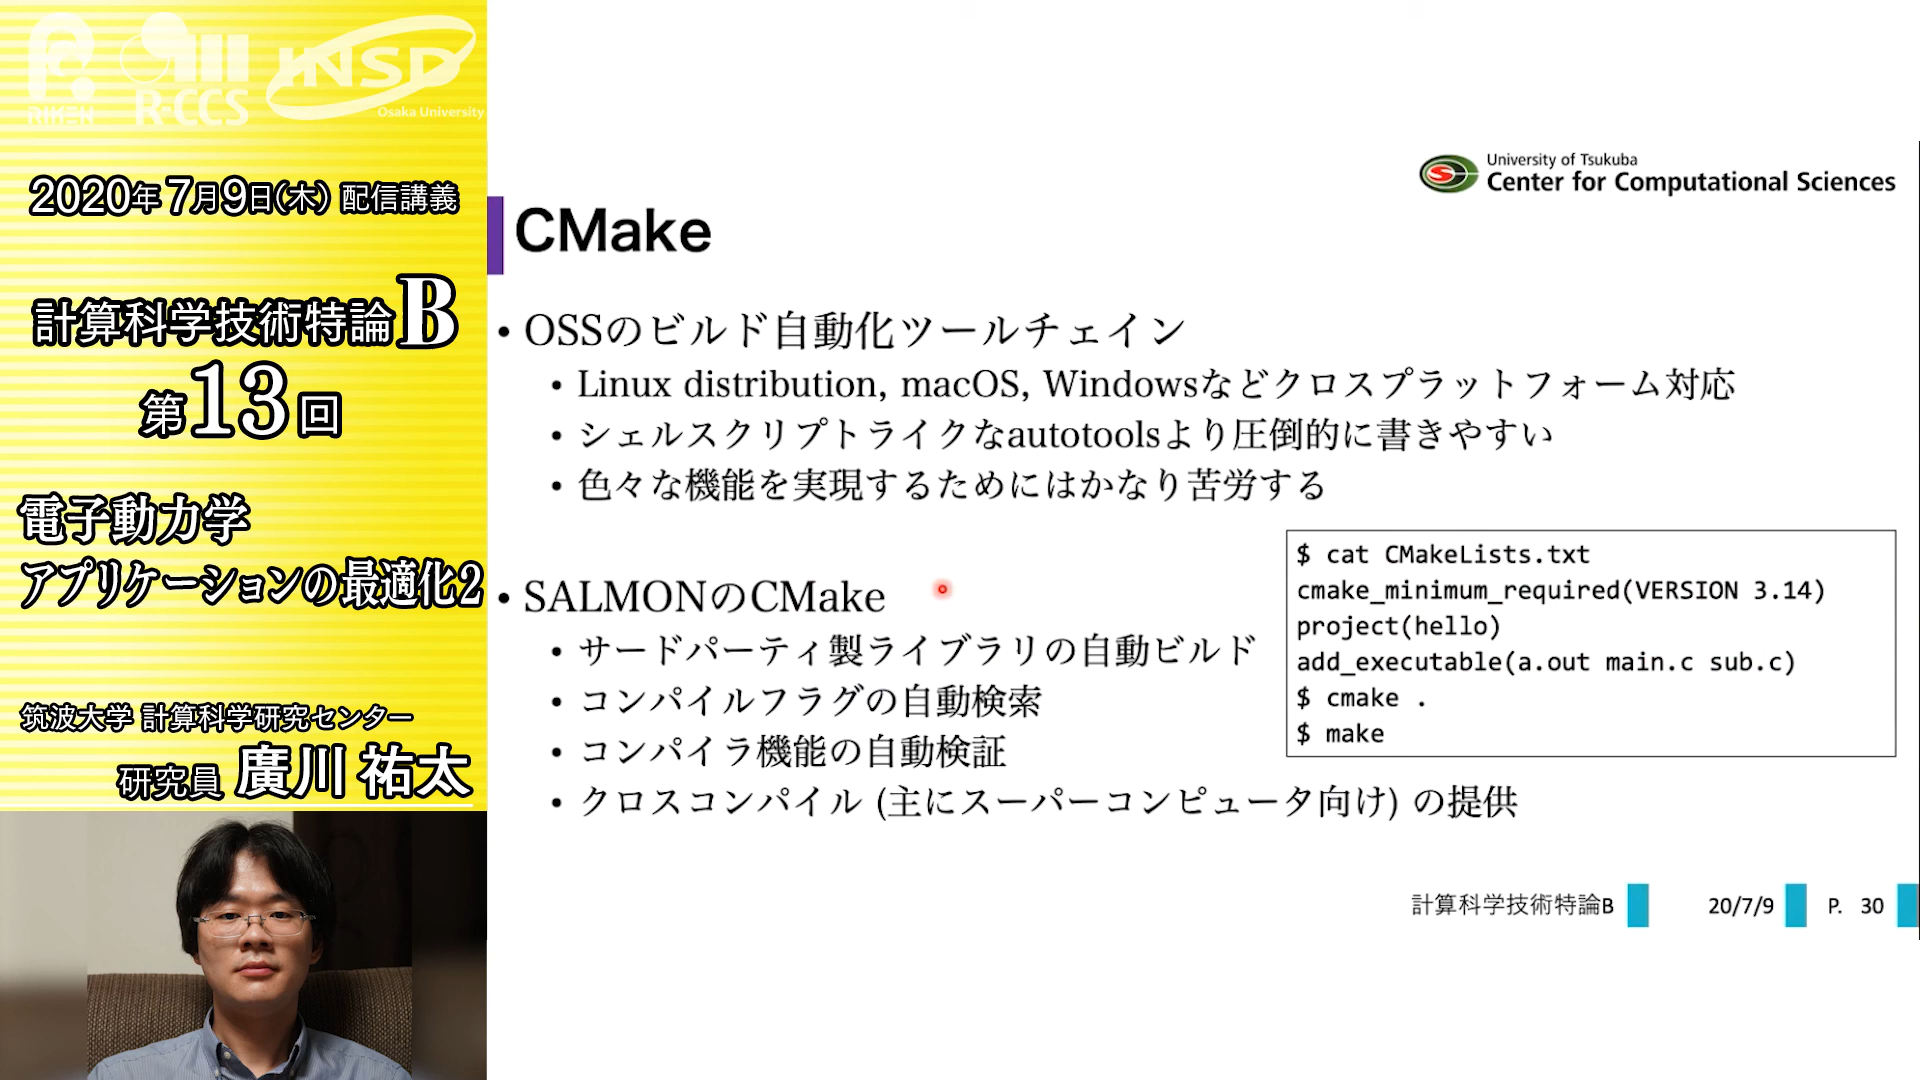 RIKEN
R-CCS
INSD
Osaka University
2020年7月9日(木) 配信講義
計算科学技術特論B
第13回
電子動力学
アプリケーションの最適化2
筑波大学 計算科学研究センター
研究員 廣川 祐太
University of Tsukuba
Center for Computational Sciences
CMake
• OSSのビルド自動化ツールチェイン
• Linux distribution, macOS, Windowsなどクロスプラットフォーム対応
• シェルスクリプトライクなautotoolsより圧倒的に書きやすい
• 色々な機能を実現するためにはかなり苦労する
• SALMONのCMake
• サードパーティ製ライブラリの自動ビルド
• コンパイルフラグの自動検索
• コンパイラ機能の自動検証
• クロスコンパイル (主にスーパーコンピュータ向け) の提供
$ cat CMakeLists.txt
cmake_minimum_required(VERSION 3.14)
project(hello)
add_executable(a.out main.c sub.c)
$ cmake .
$ make
計算科学技術特論B
20/7/9
P. 30